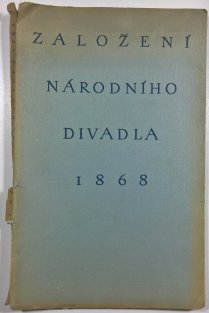 ZALOŽENÍ
NÁRODNÍHO
DIVADLA
1868